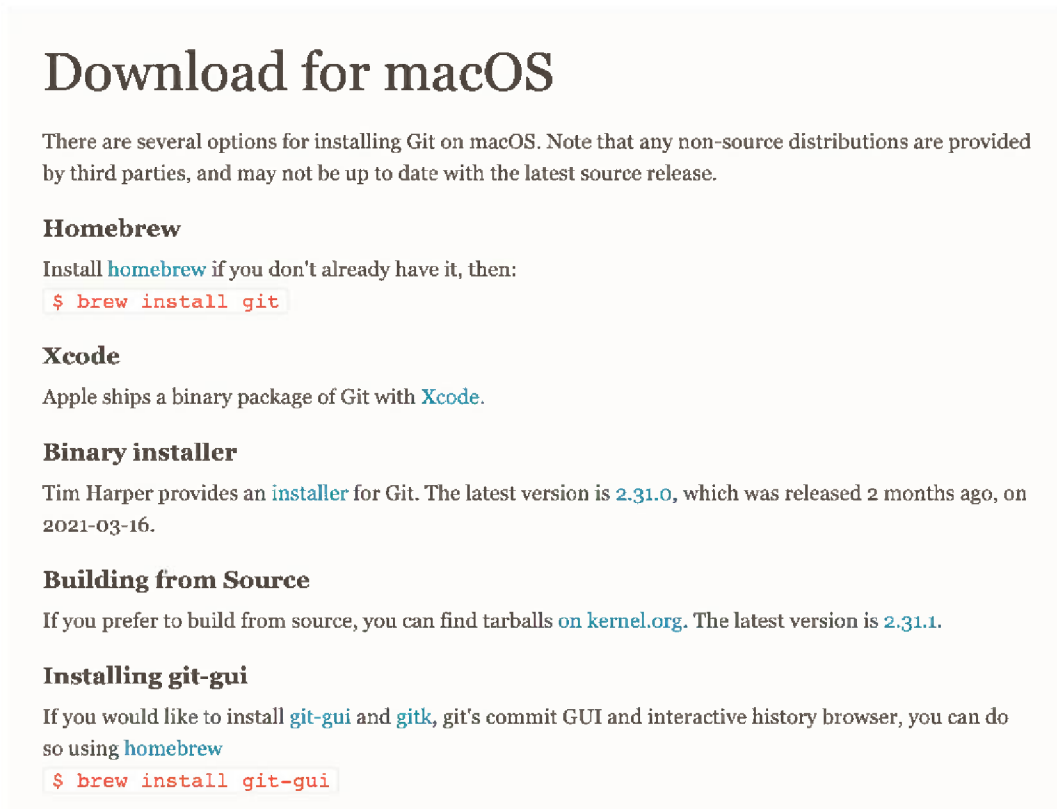 Download for macOS
There are several options for installing Git on macOS. Note that any non-source distributions are provided
by third parties, and may not be up to date with the latest source release.
Homebrew
Install homebrew if you don't already have it, then:
$ brew install git
Xcode
Apple ships a binary package of Git with Xcode.
Binary installer
Tim Harper provides an installer for Git. The latest version is 2.31.0, which was released 2 months ago, on
2021-03-16.
Building from Source
If you prefer to build from source, you can find tarballs on kernel.org. The latest version is 2.31.1.
Installing git-gui
If you would like to install git-gui and gitk, git's commit GUI and interactive history browser, you can do
so using homebrew
$ brew install git-gui